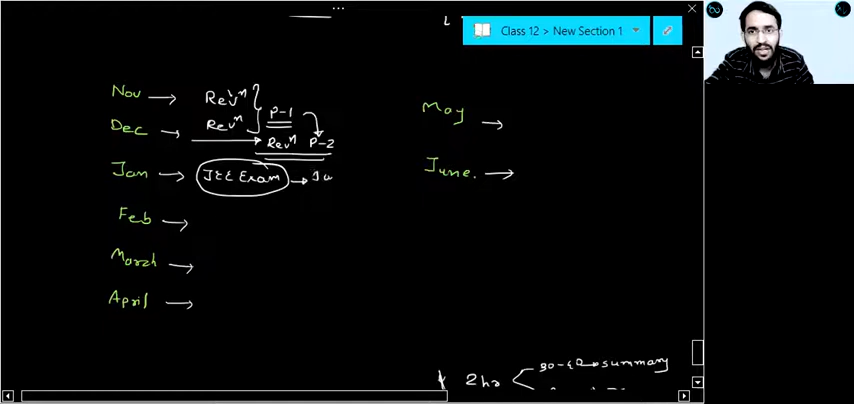 Class 12 > New Section 1
Nov → Revⁿ
Dec → Revⁿ P-1
Revⁿ P-2
Jan → JEE Exam →
Feb →
March →
April →
May →
June. →
2hr
summary